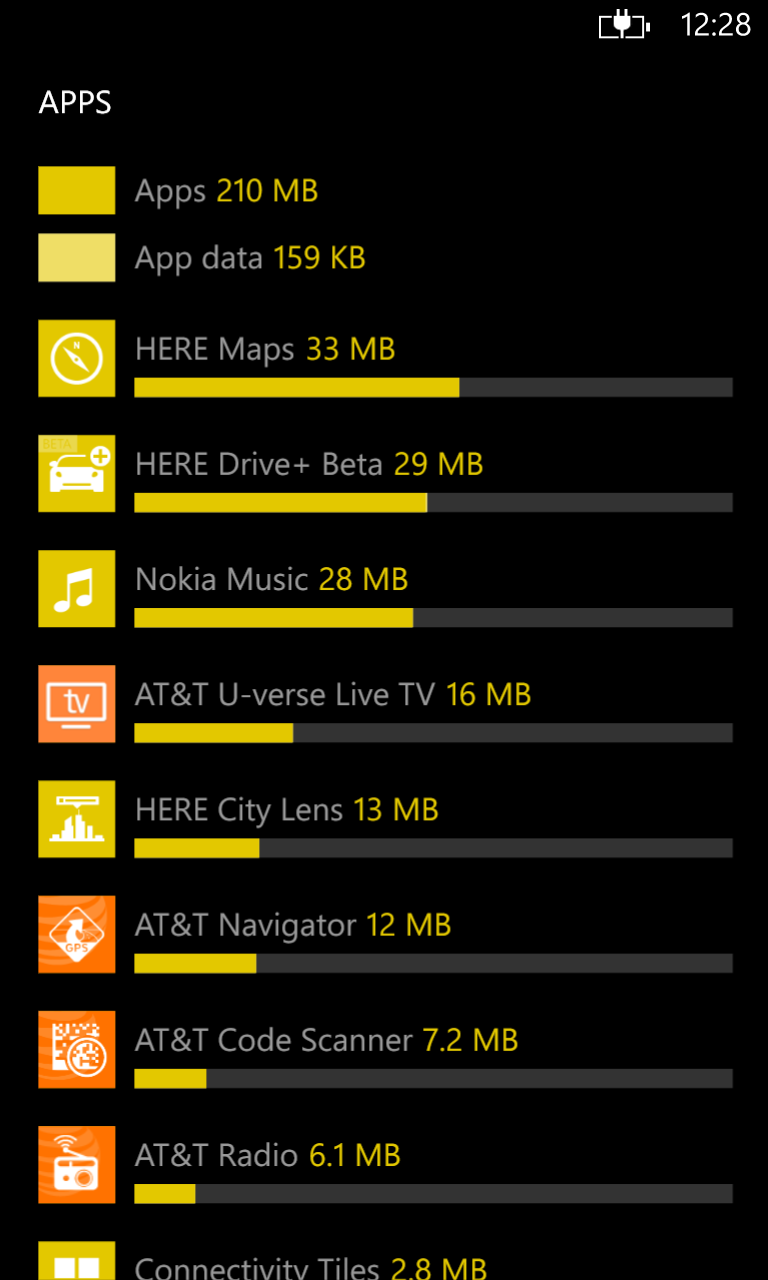 12:28
APPS
Apps 210 MB
App data 159 KB
N
HERE Maps 33 MB
BETA
HERE Drive+ Beta 29 MB
Nokia Music 28 MB
tv
AT&T U-verse Live TV 16 MB
HERE City Lens 13 MB
AT&T Navigator 12 MB
GPS
AT&T Code Scanner 7.2 MB
AT&T Radio 6.1 MB
Connectivity Tiles 2.8 MB